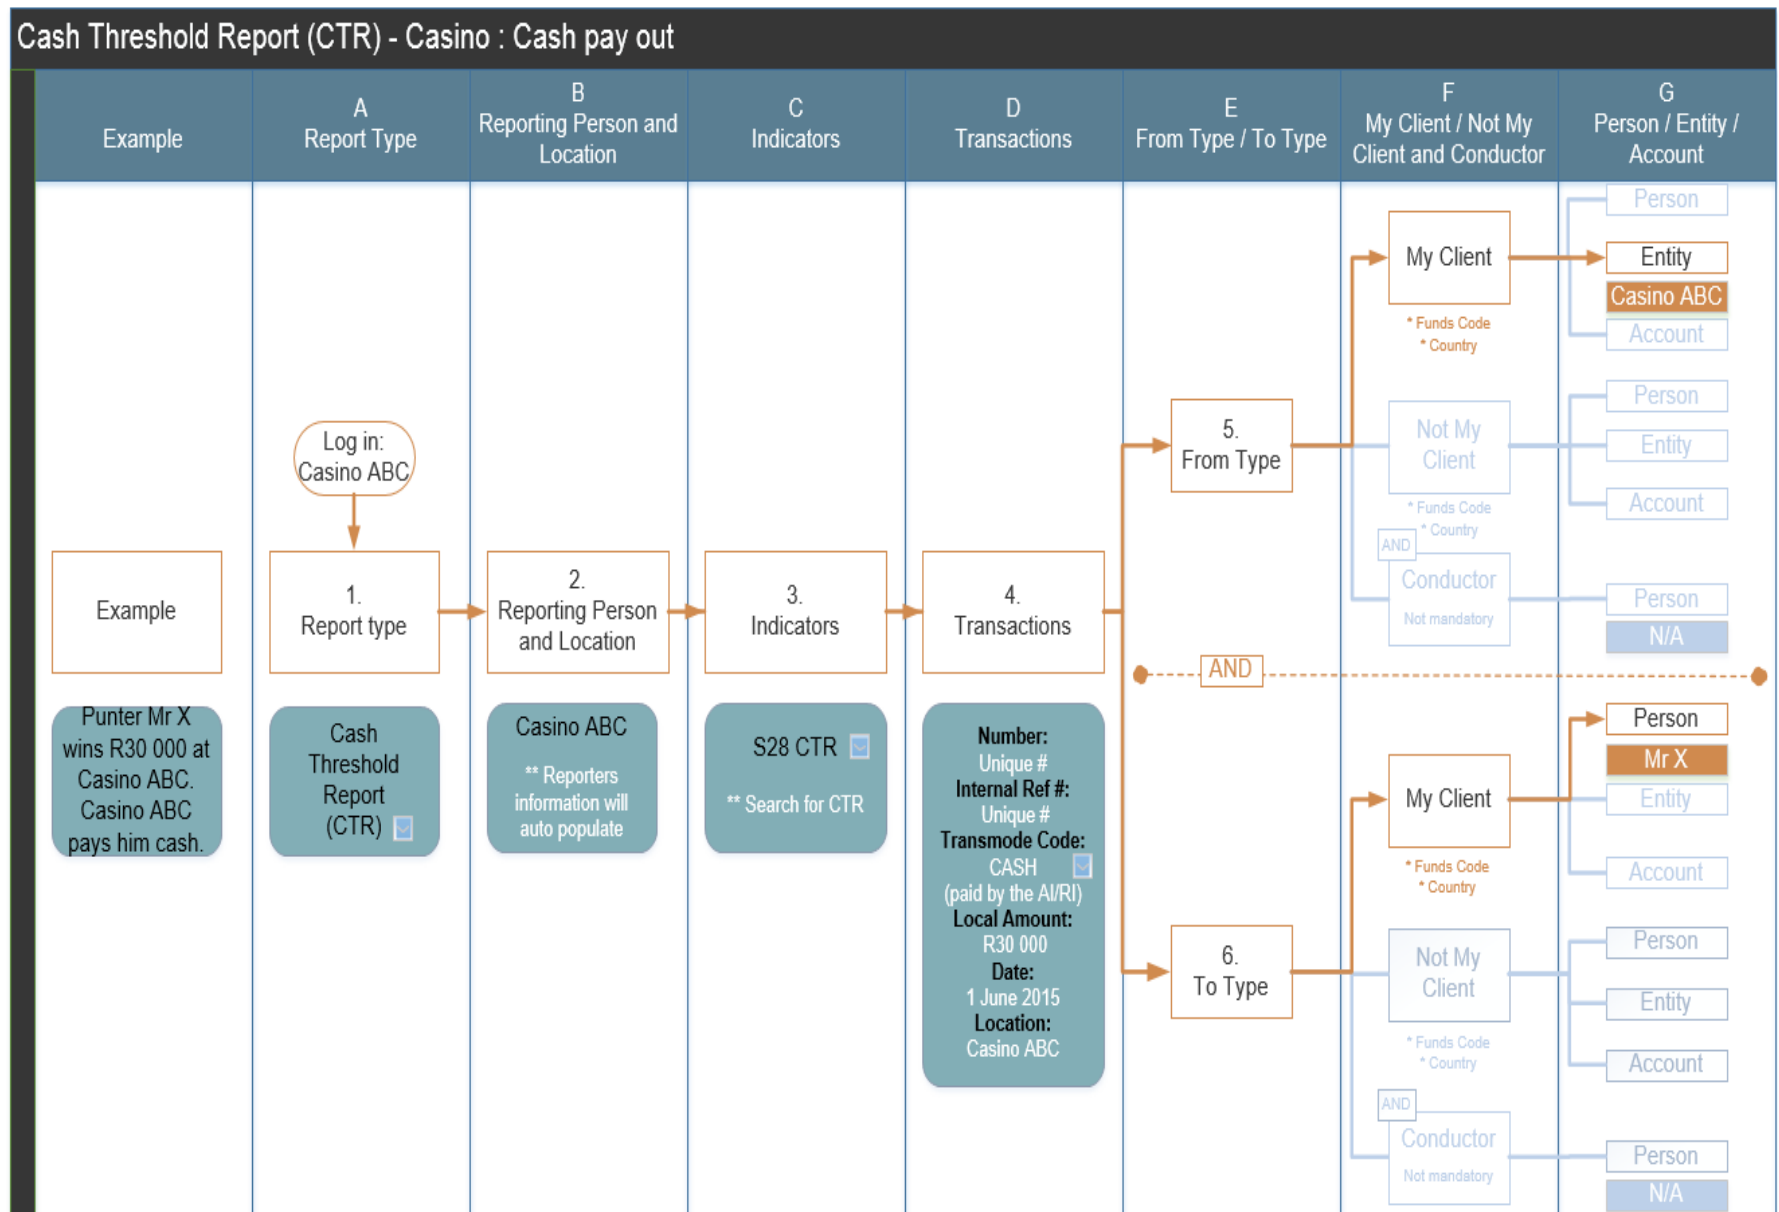 Cash Threshold Report (CTR) - Casino : Cash pay out
Example
A
Report Type
B
Reporting Person and
Location
C
Indicators
D
Transactions
E
From Type / To Type
F
My Client / Not My
Client and Conductor
G
Person / Entity /
Account
Example
Punter Mr X
wins R30 000 at
Casino ABC.
Casino ABC
pays him cash.
Log in:
Casino ABC
1.
Report type
Cash
Threshold
Report
(CTR)
2.
Reporting Person
and Location
Casino ABC
** Reporters
information will
auto populate
3.
Indicators
S28 CTR
** Search for CTR
4.
Transactions
Number:
Unique #
Internal Ref #:
Unique #
Transmode Code:
CASH
(paid by the AI/RI)
Local Amount:
R30 000
Date:
1 June 2015
Location:
Casino ABC
5.
From Type
My Client
* Funds Code
* Country
Person
Entity
Casino ABC
Account
Not My
Client
* Funds Code
* Country
Person
Entity
Account
AND
Conductor
Not mandatory
Person
N/A
AND
6.
To Type
My Client
* Funds Code
* Country
Person
Mr X
Entity
Account
Not My
Client
* Funds Code
* Country
Person
Entity
Account
AND
Conductor
Not mandatory
Person
N/A